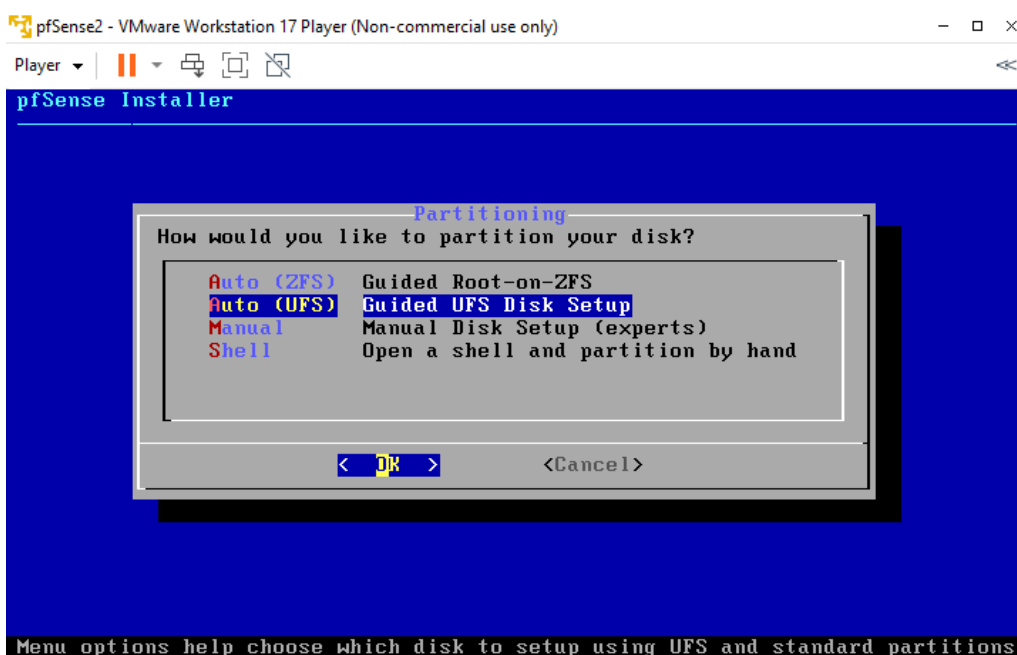 pfSense2 - VMware Workstation 17 Player (Non-commercial use only)
Player
pfSense Installer
Partitioning
How would you like to partition your disk?
Auto (ZFS) Guided Root-on-ZFS
Auto (UFS) Guided UFS Disk Setup
Manual Manual Disk Setup (experts)
Shell Open a shell and partition by hand
< OK > <Cancel>
Menu options help choose which disk to setup using UFS and standard partitions